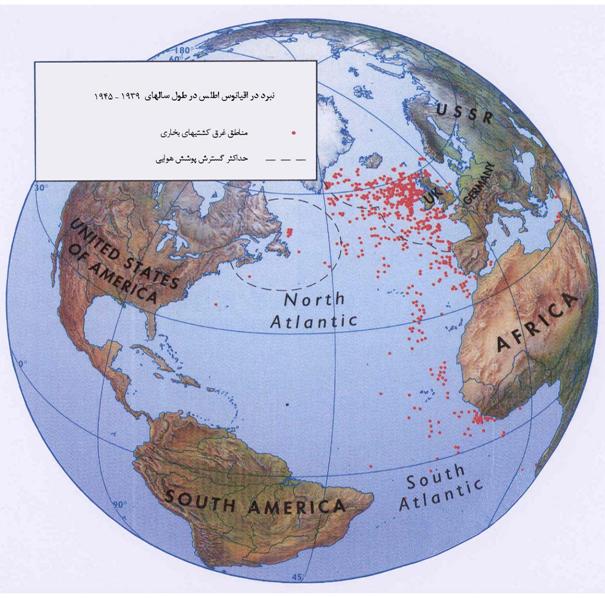 180
60
نبرد در اقیانوس اطلس در طول سالهای ۱۹۳۹ - ۱۹۴۵
مناطق غرق کشتیهای بخاری
حداکثر گسترش پوشش هوایی
USSR
UK
GERMANY
30°
UNITED STATES
OF AMERICA
North
Atlantic
AFRICA
0°
South
Atlantic
SOUTH AMERICA
90°
45